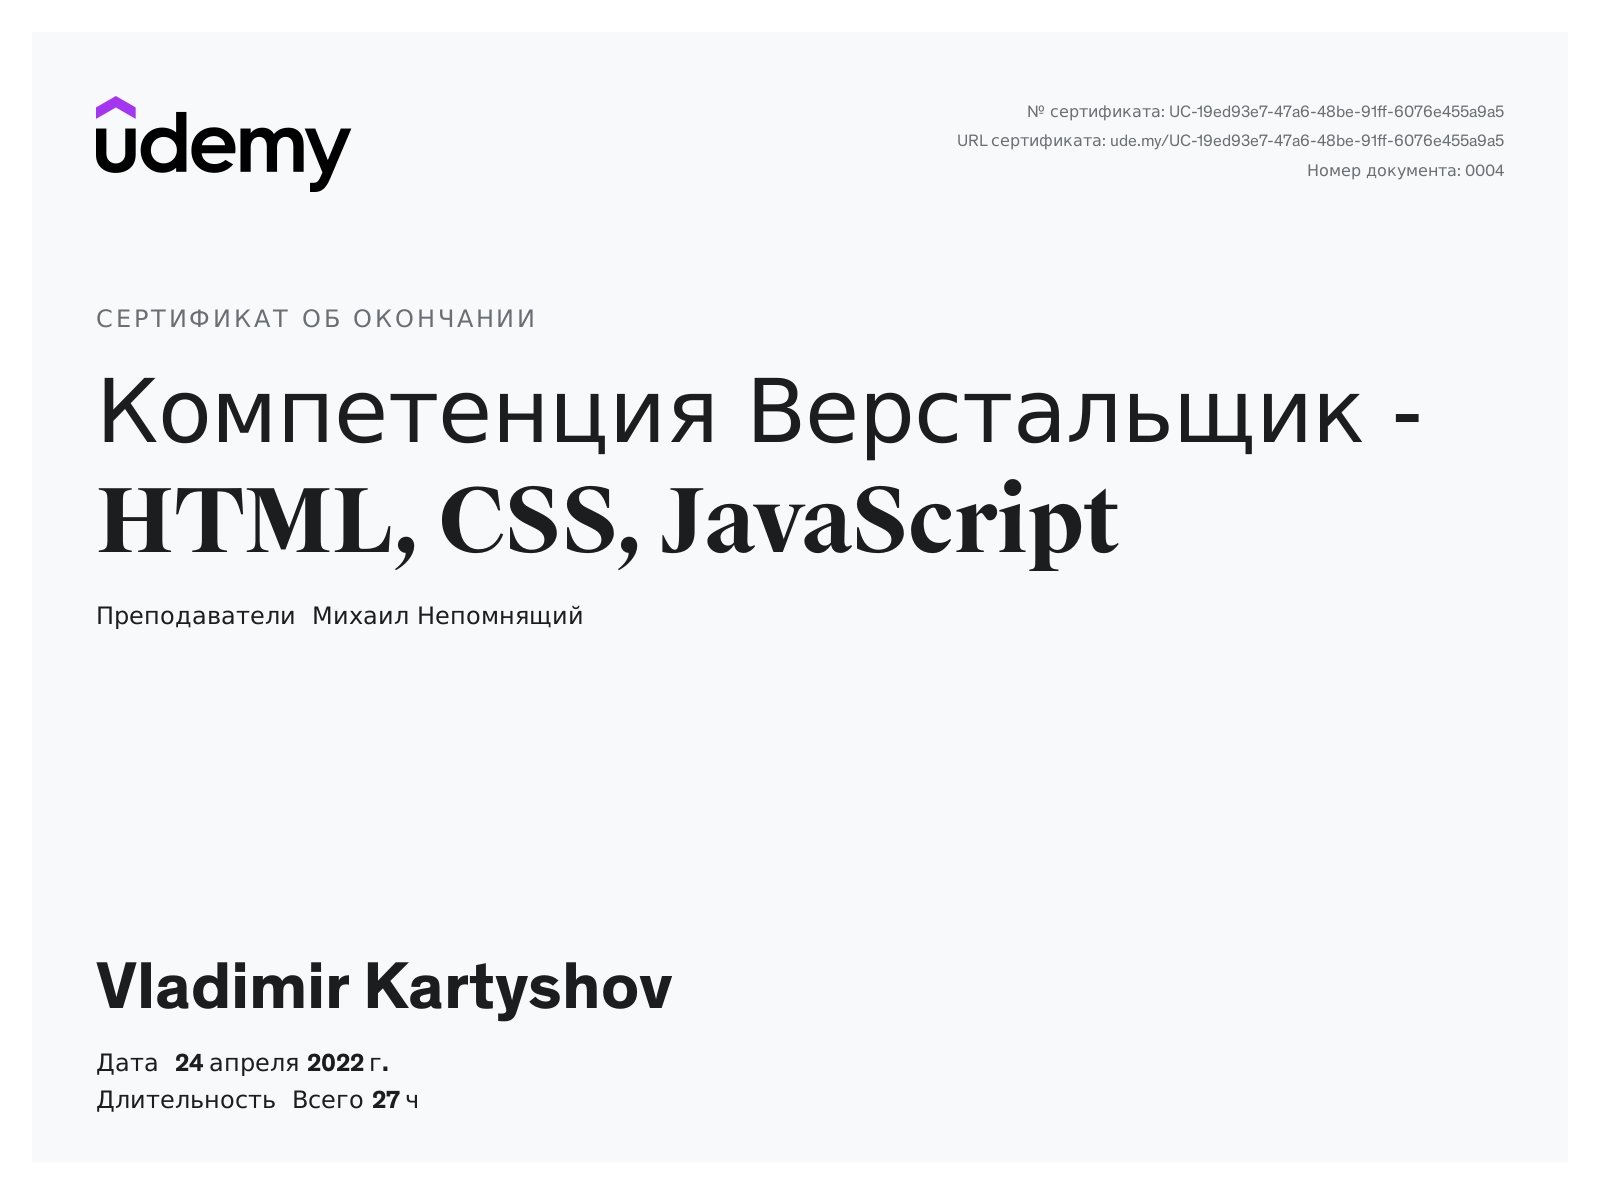 udemy
№ сертификата: UC-19ed93e7-47a6-48be-91ff-6076e455a9a5
URL сертификата: ude.my/UC-19ed93e7-47a6-48be-91ff-6076e455a9a5
Номер документа: 0004
СЕРТИФИКАТ ОБ ОКОНЧАНИИ
Компетенция Верстальщик -
HTML, CSS, JavaScript
Преподаватели Михаил Непомнящий
Vladimir Kartyshov
Дата 24 апреля 2022 г.
Длительность Всего 27 ч